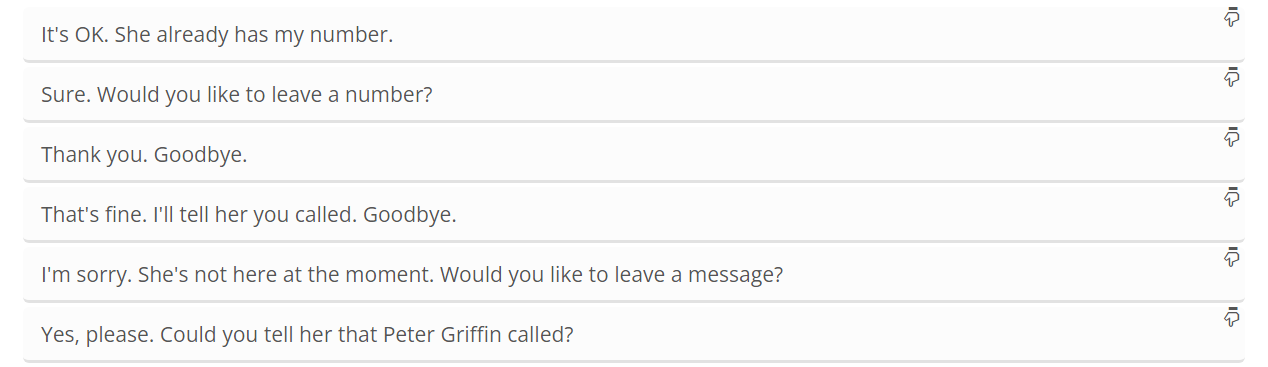 It's OK. She already has my number.
Sure. Would you like to leave a number?
Thank you. Goodbye.
That's fine. I'll tell her you called. Goodbye.
I'm sorry. She's not here at the moment. Would you like to leave a message?
Yes, please. Could you tell her that Peter Griffin called?